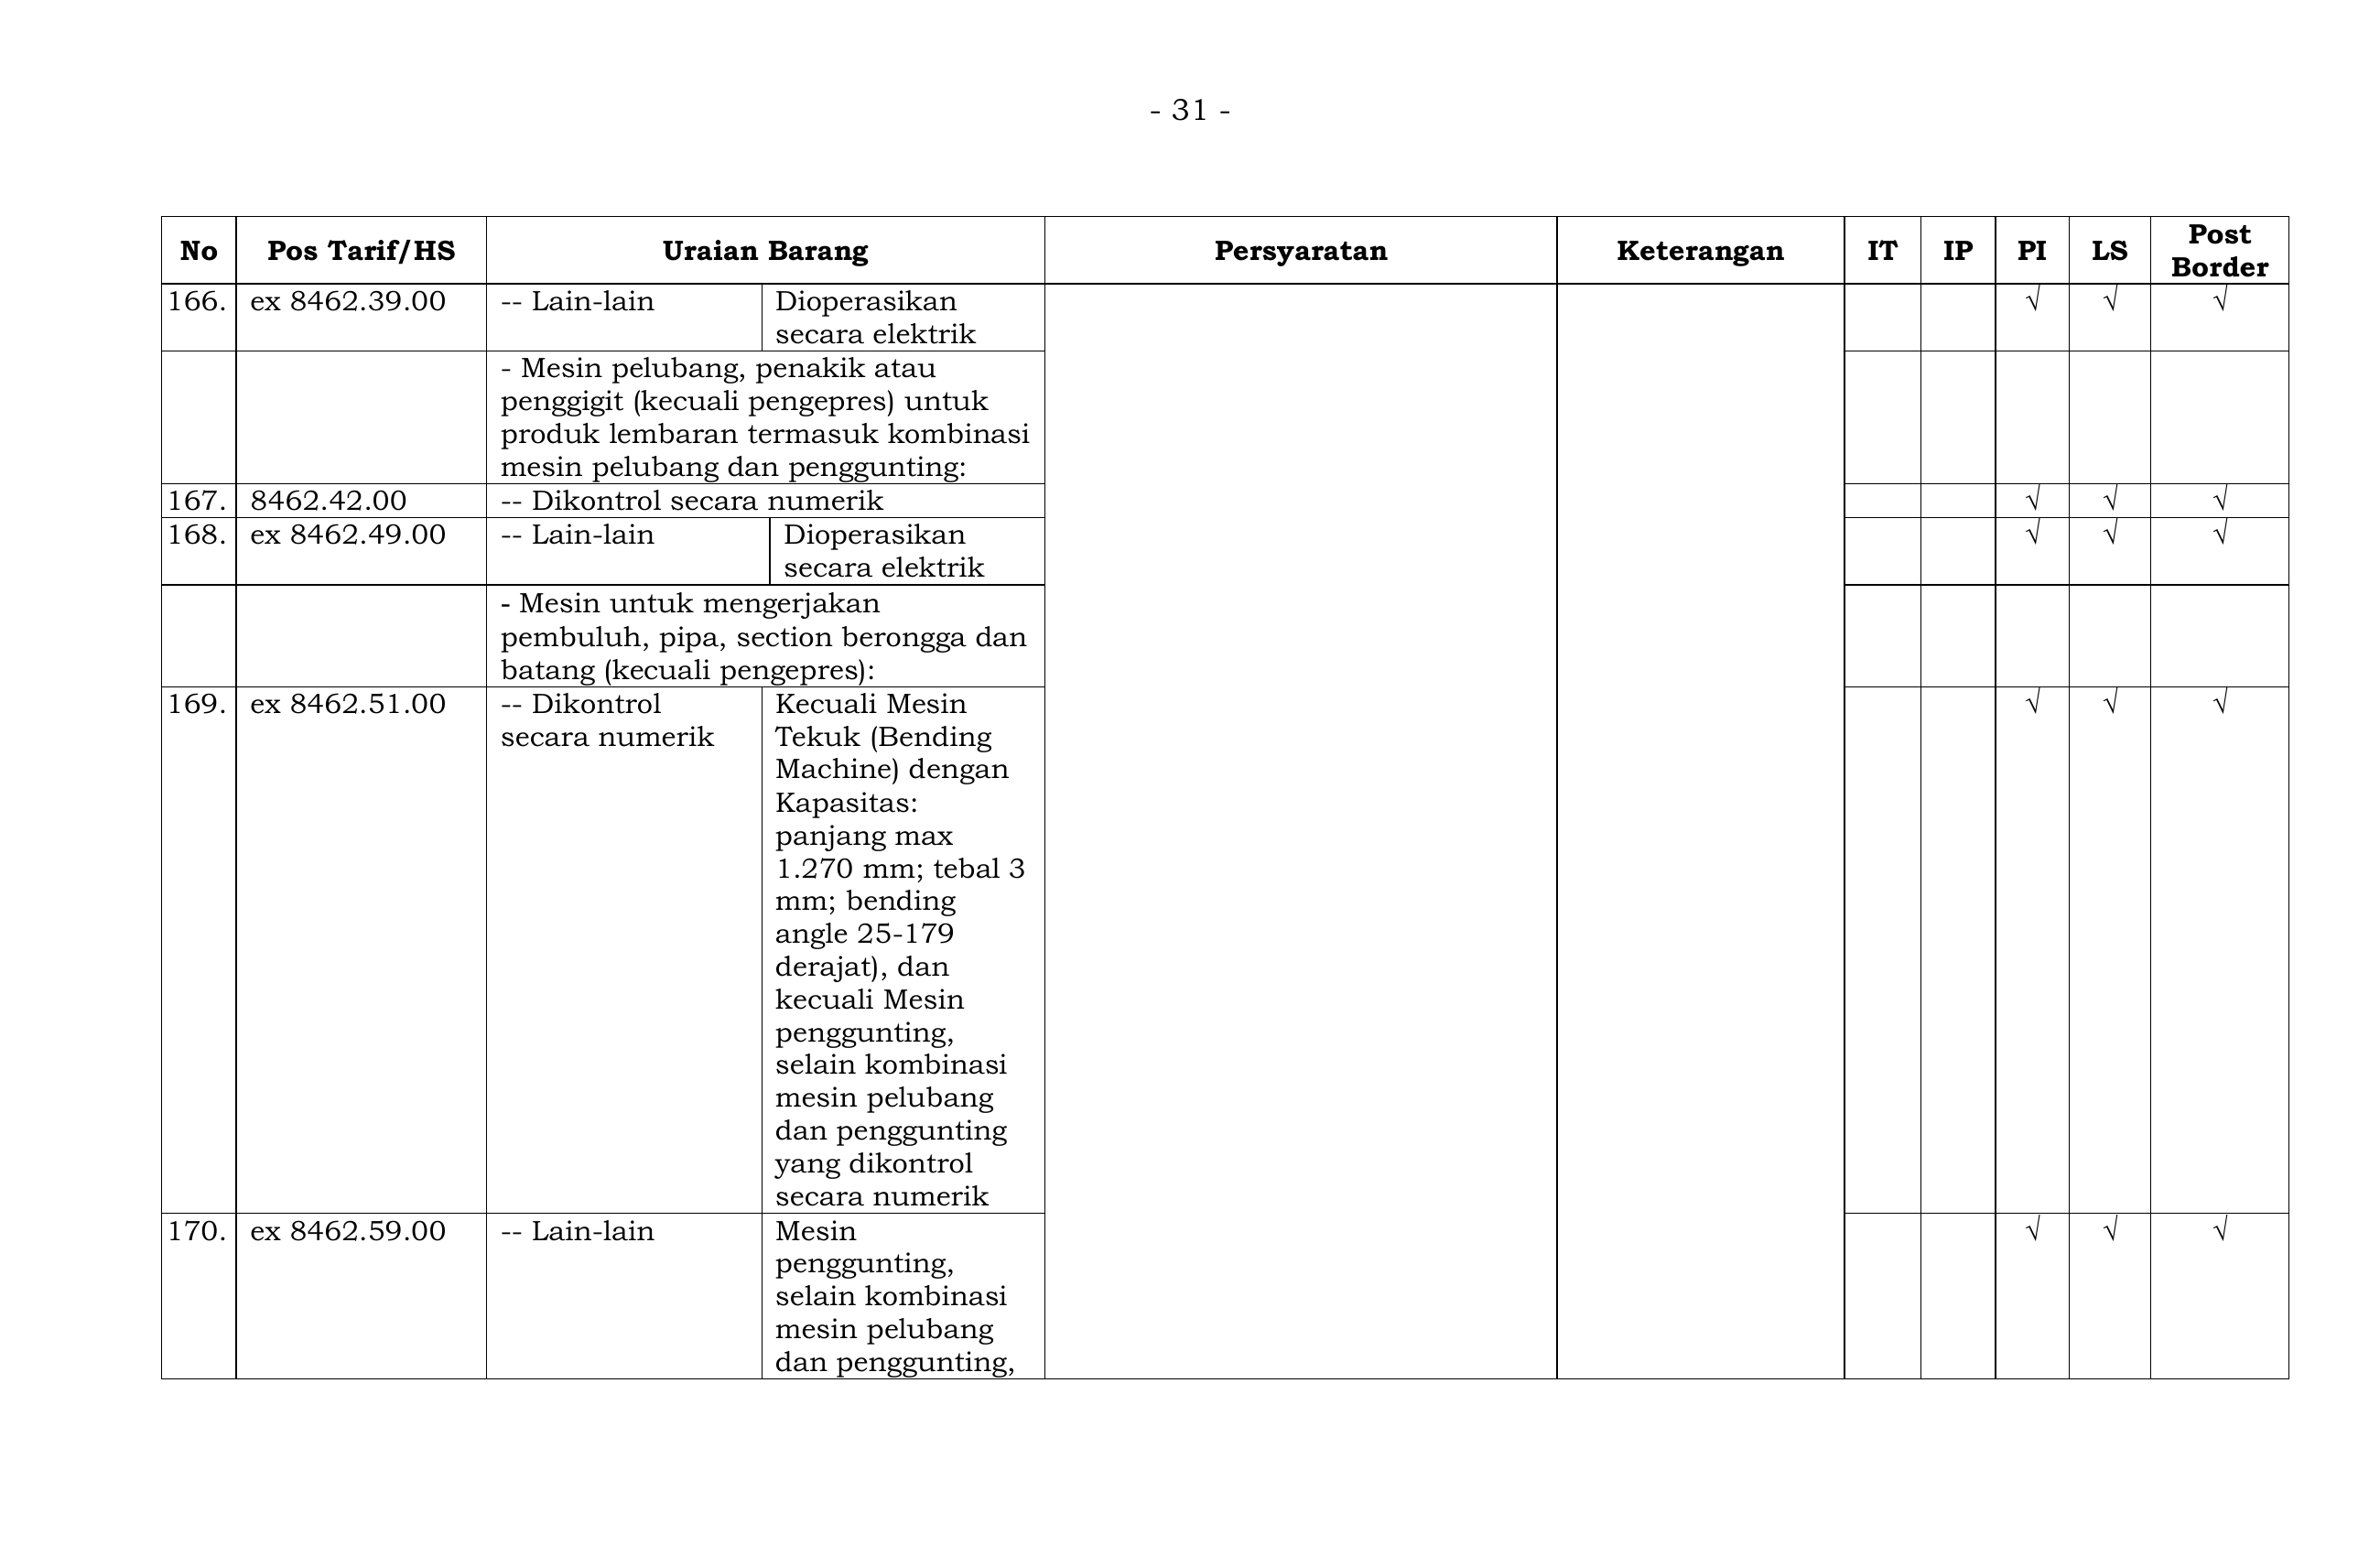 - 31 -
No Pos Tarif/HS Uraian Barang Persyaratan Keterangan IT IP PI LS Post Border
166. ex 8462.39.00 -- Lain-lain Dioperasikan √ √ √
secara elektrik
- Mesin pelubang, penakik atau
penggigit (kecuali pengepres) untuk
produk lembaran termasuk kombinasi
mesin pelubang dan penggunting:
167. 8462.42.00 -- Dikontrol secara numerik √ √ √
168. ex 8462.49.00 -- Lain-lain Dioperasikan √ √ √
secara elektrik
- Mesin untuk mengerjakan
pembuluh, pipa, section berongga dan
batang (kecuali pengepres):
169. ex 8462.51.00 -- Dikontrol Kecuali Mesin √ √ √
secara numerik Tekuk (Bending
Machine) dengan
Kapasitas:
panjang max
1.270 mm; tebal 3
mm; bending
angle 25-179
derajat), dan
kecuali Mesin
penggunting,
selain kombinasi
mesin pelubang
dan penggunting
yang dikontrol
secara numerik
170. ex 8462.59.00 -- Lain-lain Mesin √ √ √
penggunting,
selain kombinasi
mesin pelubang
dan penggunting,